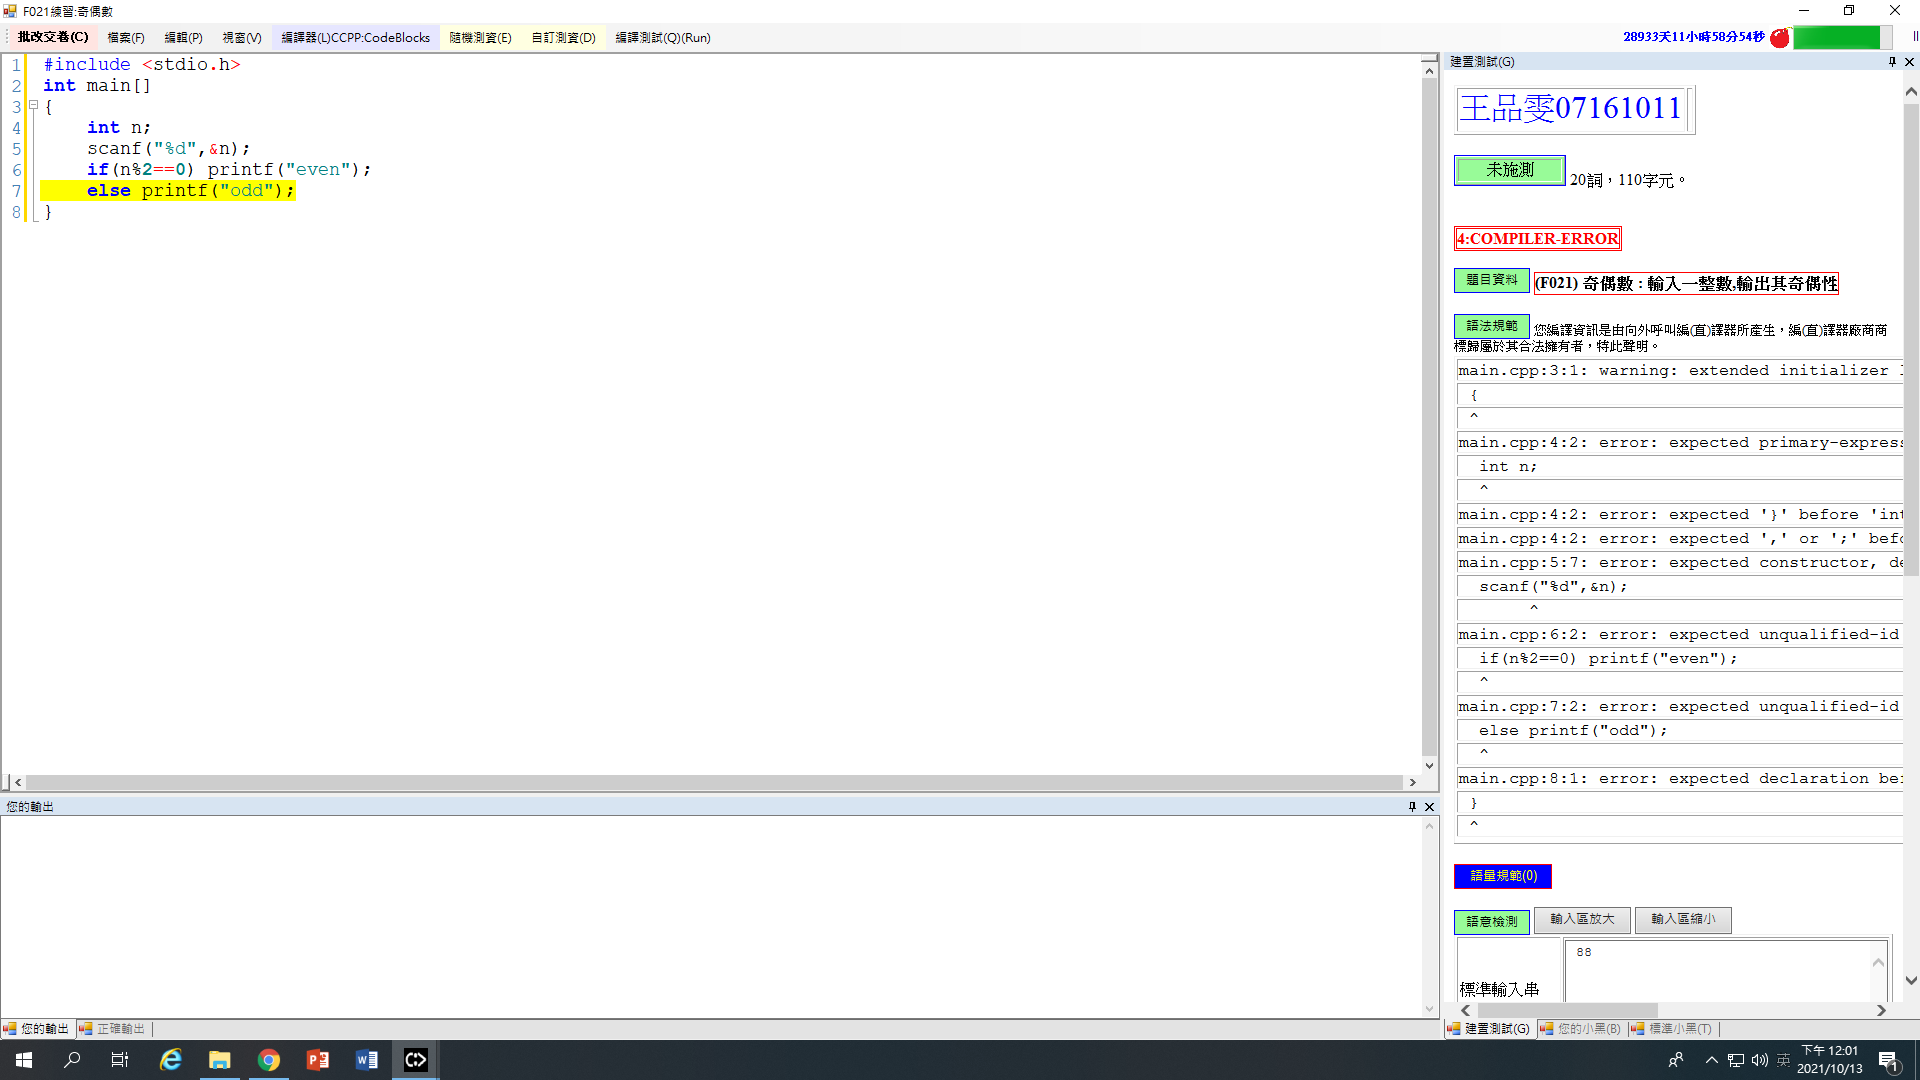 F021練習:奇偶數
批改交卷(C) 檔案(F) 編輯(P) 視窗(V) 編譯器(L)CCPP:CodeBlocks 隨機測資(E) 自訂測資(D) 編譯測試(Q)(Run) 28933天11小時58分54秒
1 #include <stdio.h>
2 int main[]
3 {
4 int n;
5 scanf("%d",&n);
6 if(n%2==0) printf("even");
7 else printf("odd");
8 }
您的輸出
您的輸出 正確輸出
建置測試(G)
王品雯07161011
未施測 20詞，110字元。
4:COMPILER-ERROR
題目資料 (F021) 奇偶數 : 輸入一整數,輸出其奇偶性
語法規範 您編譯資訊是由向外呼叫編(直)譯器所產生，編(直)譯器廠商商
標歸屬於其合法擁有者，特此聲明。
main.cpp:3:1: warning: extended initializer
{
^
main.cpp:4:2: error: expected primary-express
int n;
^
main.cpp:4:2: error: expected '}' before 'int
main.cpp:4:2: error: expected ',' or ';' befo
main.cpp:5:7: error: expected constructor, de
scanf("%d",&n);
^
main.cpp:6:2: error: expected unqualified-id
if(n%2==0) printf("even");
^
main.cpp:7:2: error: expected unqualified-id
else printf("odd");
^
main.cpp:8:1: error: expected declaration bef
}
^
語量規範(0)
語意檢測 輸入區放大 輸入區縮小
88
標準輸入串
建置測試(G) 您的小黑(B) 標準小黑(T)
英
下午 12:01
2021/10/13
1